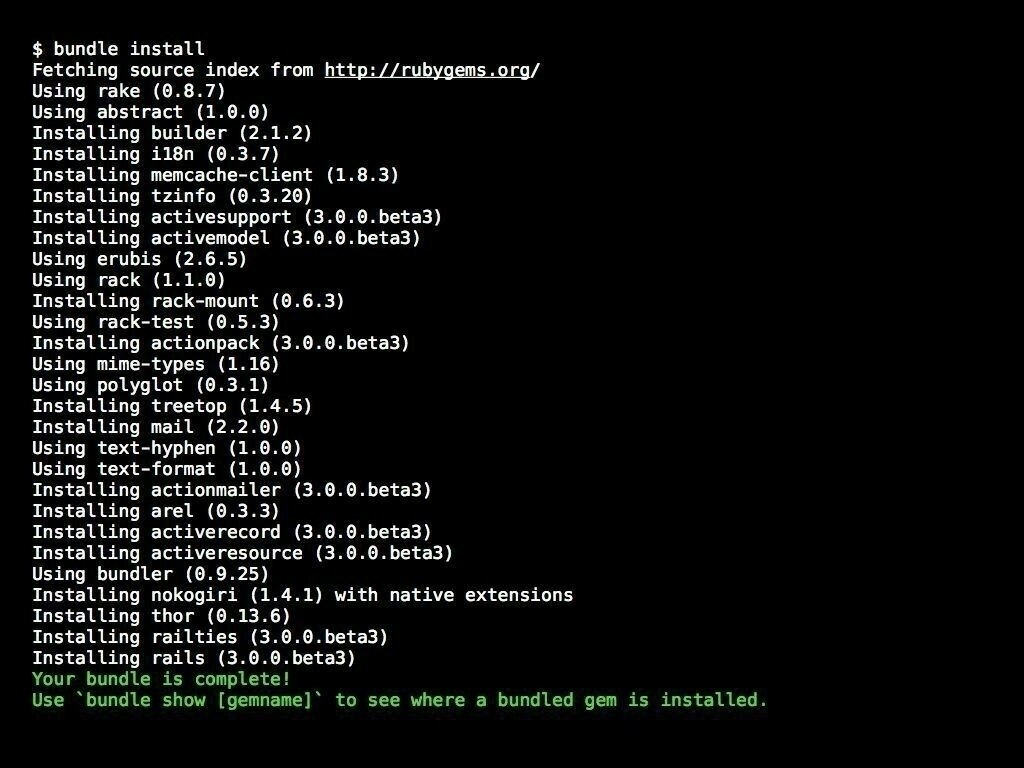 $ bundle install
Fetching source index from http://rubygems.org/
Using rake (0.8.7)
Using abstract (1.0.0)
Installing builder (2.1.2)
Installing i18n (0.3.7)
Installing memcache-client (1.8.3)
Installing tzinfo (0.3.20)
Installing activesupport (3.0.0.beta3)
Installing activemodel (3.0.0.beta3)
Using erubis (2.6.5)
Using rack (1.1.0)
Installing rack-mount (0.6.3)
Using rack-test (0.5.3)
Installing actionpack (3.0.0.beta3)
Using mime-types (1.16)
Using polyglot (0.3.1)
Installing treetop (1.4.5)
Installing mail (2.2.0)
Using text-hyphen (1.0.0)
Using text-format (1.0.0)
Installing actionmailer (3.0.0.beta3)
Installing arel (0.3.3)
Installing activerecord (3.0.0.beta3)
Installing activeresource (3.0.0.beta3)
Using bundler (0.9.25)
Installing nokogiri (1.4.1) with native extensions
Installing thor (0.13.6)
Installing railties (3.0.0.beta3)
Installing rails (3.0.0.beta3)
Your bundle is complete!
Use `bundle show [gemname]` to see where a bundled gem is installed.